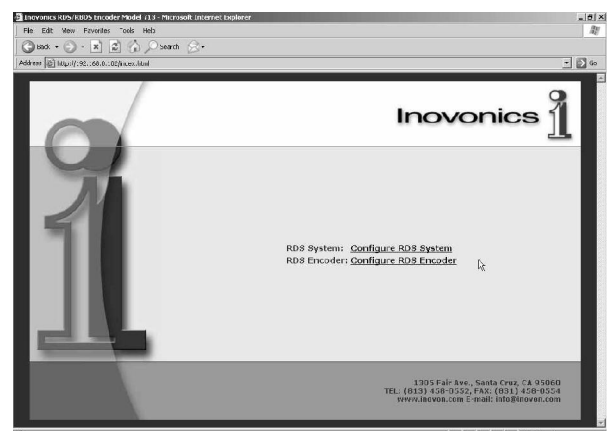 Inovonics RDS/RBDS Encoder Model 713 - Microsoft Internet Explorer
File Edit View Favorites Tools Help
Back Search
Address Go
Inovonics
RDS System: Configure RDS System
RDS Encoder: Configure RDS Encoder
1305 Fair Ave., Santa Cruz, CA 95060
TEL: (813) 458-0552, FAX: (831) 458-0554
www.inovon.com E-mail: info@inovon.com